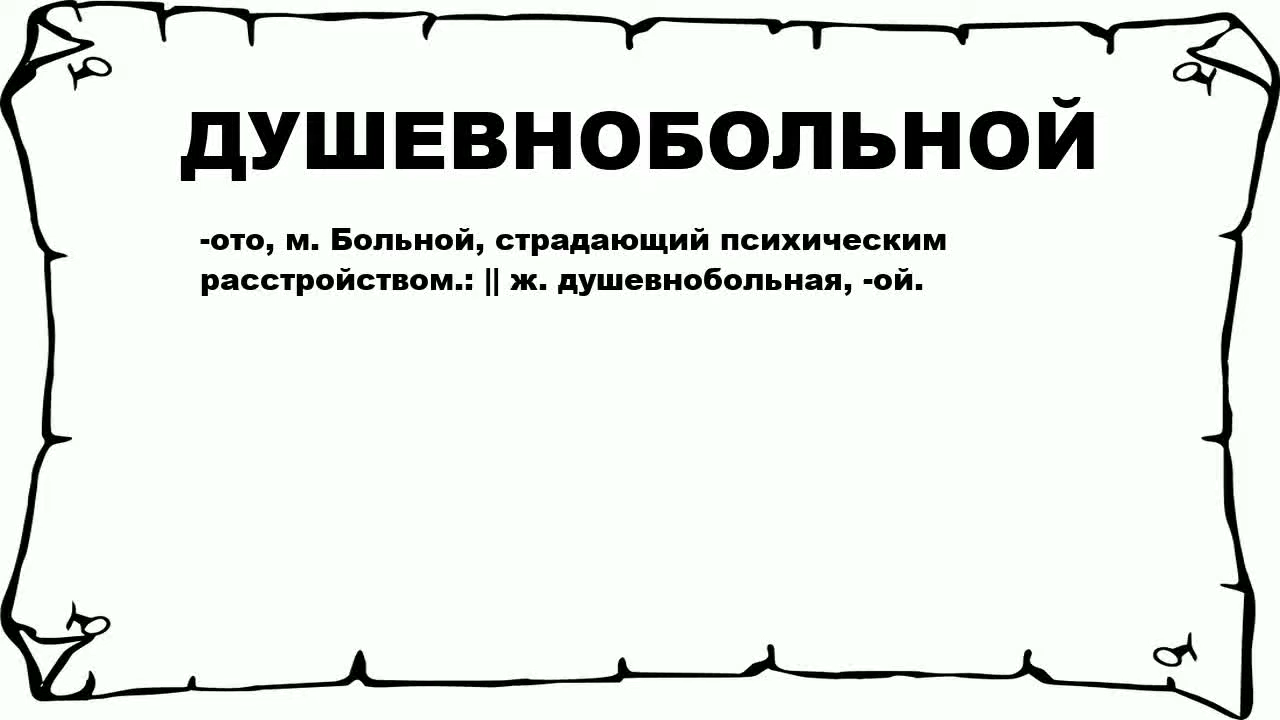 ДУШЕВНОБОЛЬНОЙ
-ото, м. Больной, страдающий психическим
расстройством.: || ж. душевнобольная, -ой.